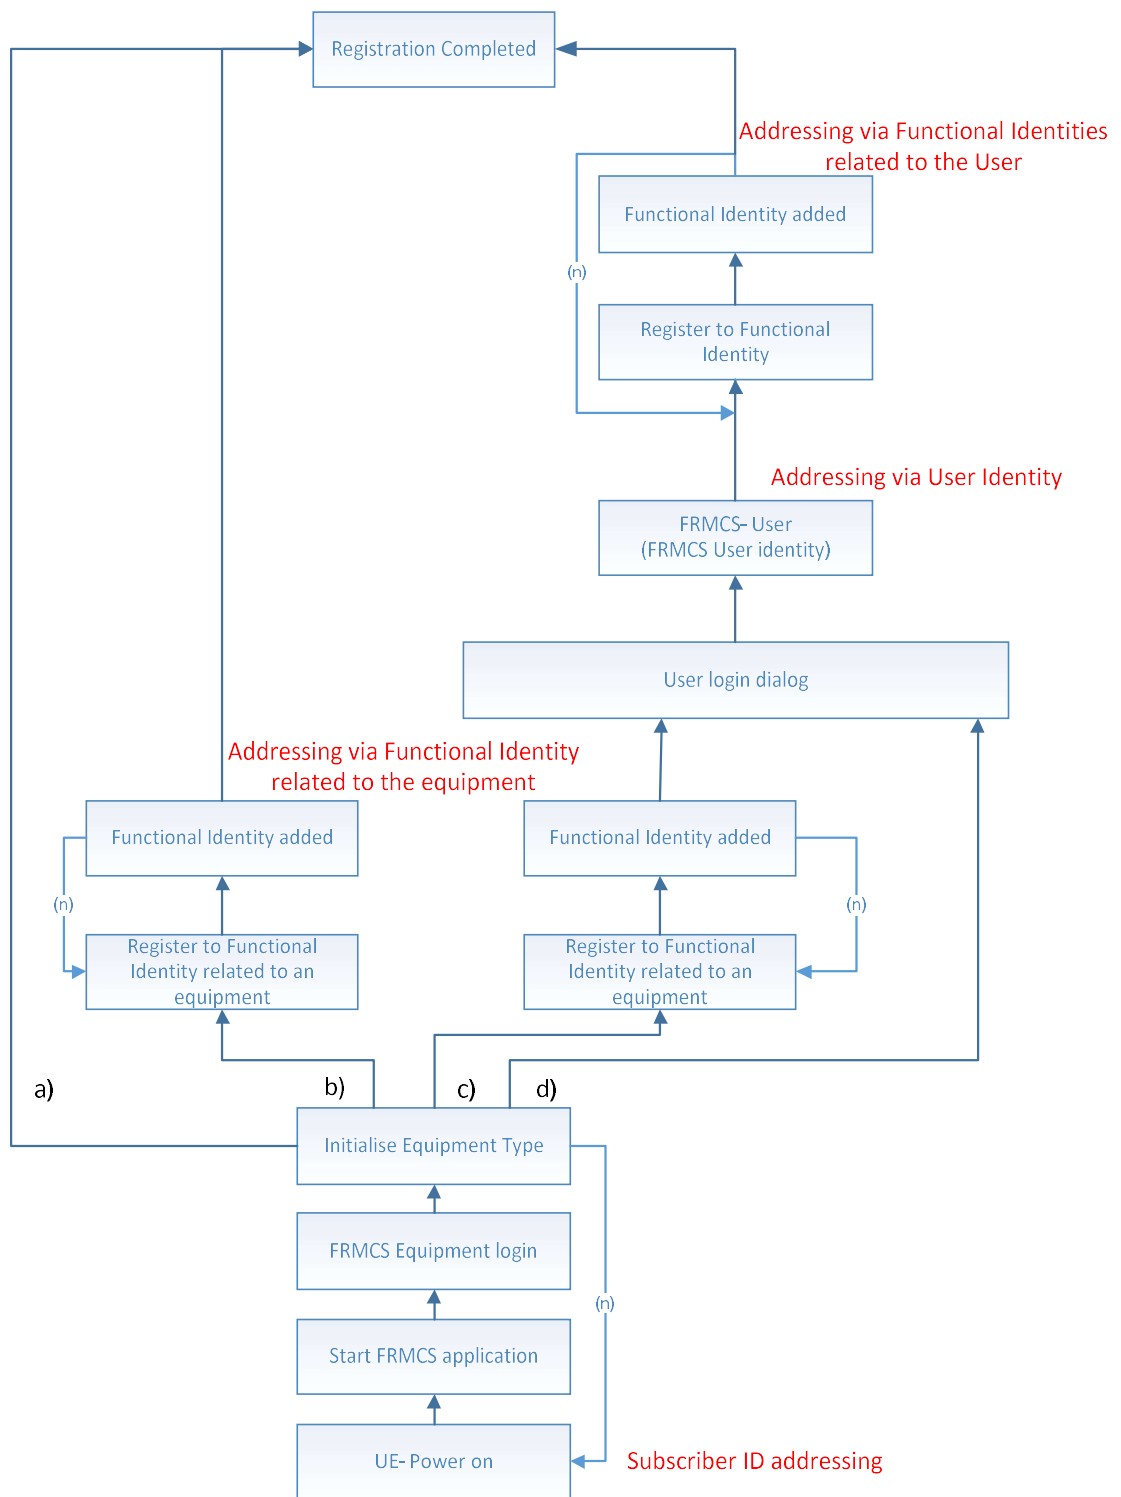 Registration Completed
Addressing via Functional Identities
related to the User
Functional Identity added
(n)
Register to Functional
Identity
Addressing via User Identity
FRMCS- User
(FRMCS User identity)
User login dialog
Addressing via Functional Identity
related to the equipment
Functional Identity added
Functional Identity added
(n)
(n)
Register to Functional
Identity related to an
equipment
Register to Functional
Identity related to an
equipment
a)
b)
c)
d)
Initialise Equipment Type
FRMCS Equipment login
(n)
Start FRMCS application
UE- Power on
Subscriber ID addressing